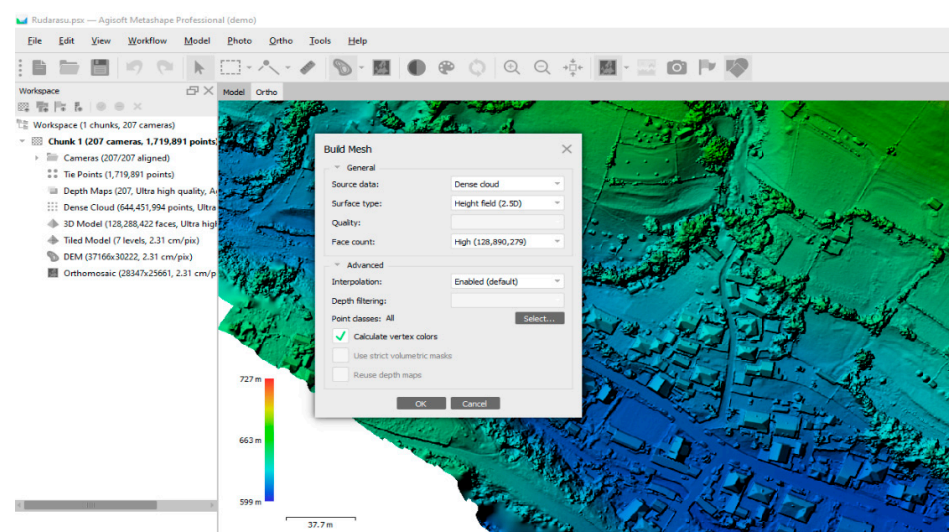 Rudarasu.psx — Agisoft Metashape Professional (demo)
File Edit View Workflow Model Photo Ortho Tools Help
Workspace
Model Ortho
Workspace (1 chunks, 207 cameras)
Chunk 1 (207 cameras, 1,719,891 points
Cameras (207/207 aligned)
Tie Points (1,719,891 points)
Depth Maps (207, Ultra high quality, A
Dense Cloud (644,451,994 points, Ultra
3D Model (128,288,422 faces, Ultra high
Tiled Model (7 levels, 2.31 cm/pix)
DEM (37166x30222, 2.31 cm/pix)
Orthomosaic (28347x25661, 2.31 cm/p
Build Mesh
General
Source data: Dense cloud
Surface type: Height field (2.5D)
Quality:
Face count: High (128,890,279)
Advanced
Interpolation: Enabled (default)
Depth filtering:
Point classes: All Select...
Calculate vertex colors
Use strict volumetric masks
Reuse depth maps
OK Cancel
727 m
663 m
599 m
37.7 m